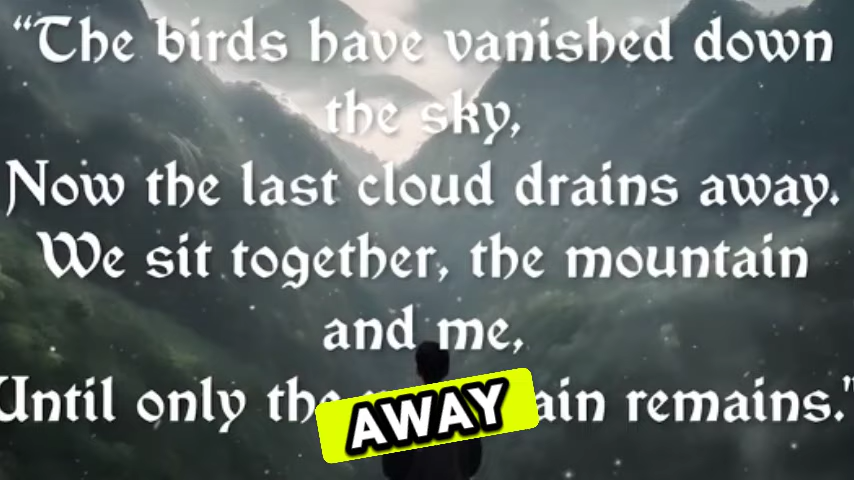 “The birds have vanished down
the sky,
Now the last cloud drains away.
We sit together, the mountain
and me,
Until only the ain remains."
AWAY